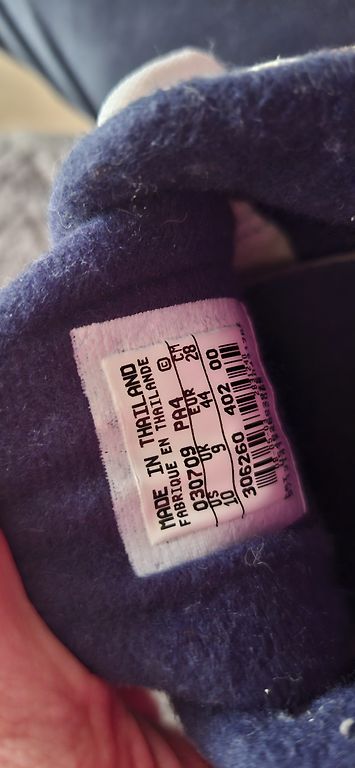 MADE IN THAILAND
FABRIQUE EN THAILANDE ©
030709 PA4
US UK EUR CM
10 9 44 28
306260 402 00